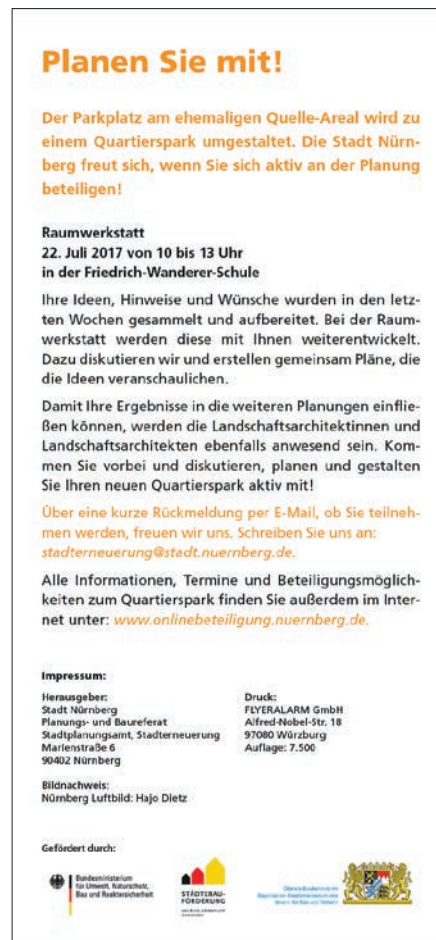 Planen Sie mit!
Der Parkplatz am ehemaligen Quelle-Areal wird zu
einem Quartierspark umgestaltet. Die Stadt Nürn-
berg freut sich, wenn Sie sich aktiv an der Planung
beteiligen!
Raumwerkstatt
22. Juli 2017 von 10 bis 13 Uhr
in der Friedrich-Wanderer-Schule
Ihre Ideen, Hinweise und Wünsche wurden in den letz-
ten Wochen gesammelt und aufbereitet. Bei der Raum-
werkstatt werden diese mit Ihnen weiterentwickelt.
Dazu diskutieren wir und erstellen gemeinsam Pläne, die
die Ideen veranschaulichen.
Damit Ihre Ergebnisse in die weiteren Planungen einflie-
ßen können, werden die Landschaftsarchitektinnen und
Landschaftsarchitekten ebenfalls anwesend sein. Kom-
men Sie vorbei und diskutieren, planen und gestalten
Sie Ihren neuen Quartierspark aktiv mit!
Über eine kurze Rückmeldung per E-Mail, ob Sie teilneh-
men werden, freuen wir uns. Schreiben Sie uns an:
stadterneuerung@stadt.nuernberg.de.
Alle Informationen, Termine und Beteiligungsmöglich-
keiten zum Quartierspark finden Sie außerdem im Inter-
net unter: www.onlinebeteiligung.nuernberg.de.
Impressum:
Herausgeber:
Stadt Nürnberg
Planungs- und Baureferat
Stadtplanungsamt, Stadterneuerung
Marienstraße 6
90402 Nürnberg
Druck:
FLYERALARM GmbH
Alfred-Nobel-Str. 18
97080 Würzburg
Auflage: 7.500
Bildnachweis:
Nürnberg Luftbild: Hajo Dietz
Gefördert durch:
Bundesministerium
für Umwelt, Naturschutz,
Bau und Reaktorsicherheit
STÄDTEBAU-
FÖRDERUNG